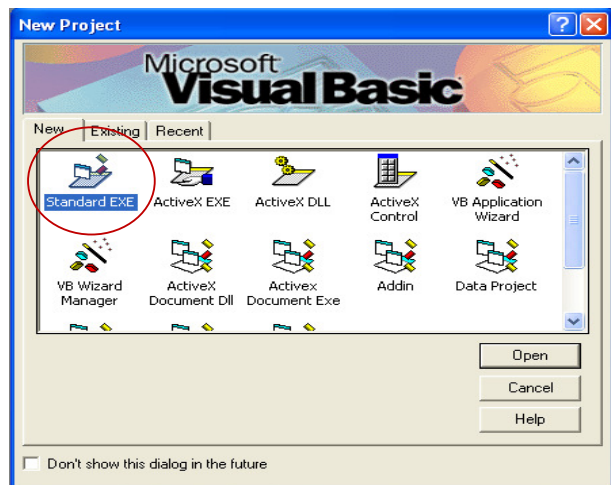 New Project
Microsoft
Visual Basic
New Existing Recent
Standard EXE ActiveX EXE ActiveX DLL ActiveX Control VB Application Wizard
VB Wizard Manager ActiveX Document Dll Activex Document Exe Addin Data Project
Open
Cancel
Help
Don't show this dialog in the future